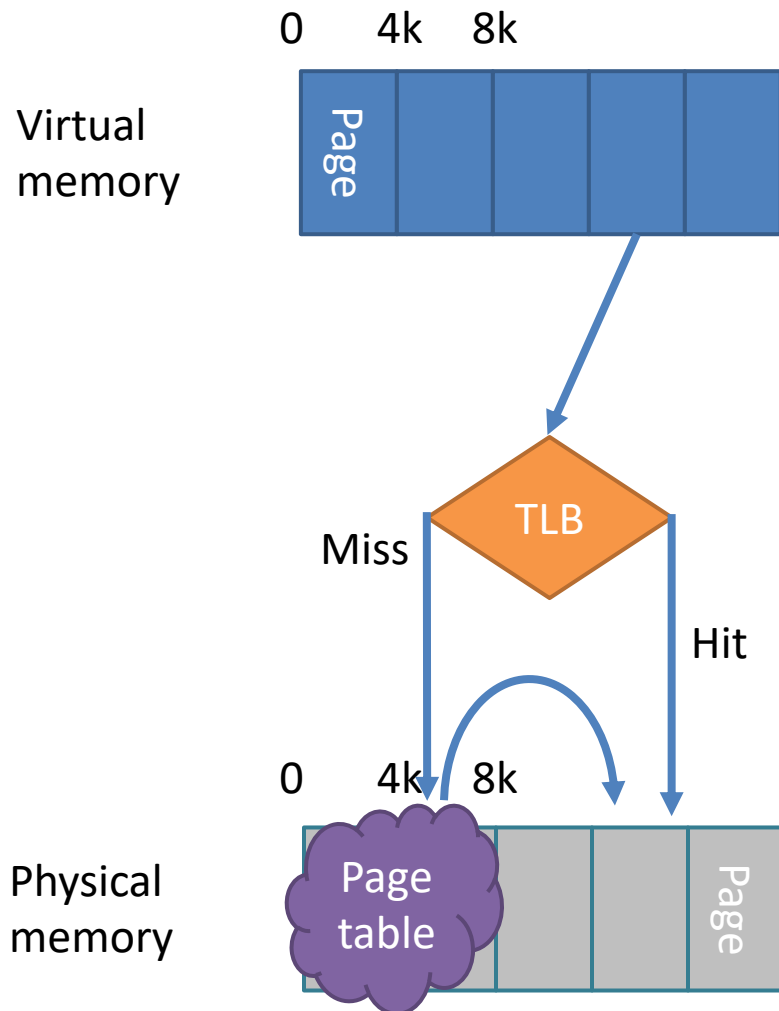 0 4k 8k
Virtual
memory
Page
TLB
Miss
Hit
0 4k 8k
Physical
memory
Page
table
Page